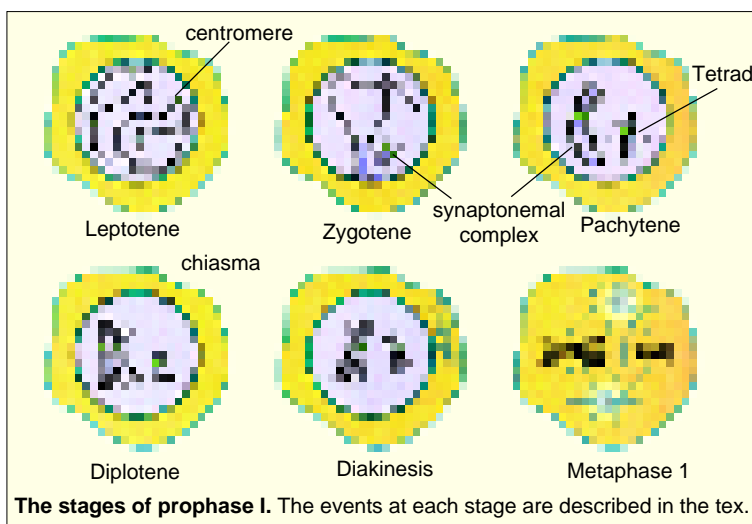 centromere
Tetrad
Leptotene
Zygotene
synaptonemal
complex
Pachytene
chiasma
Diplotene
Diakinesis
Metaphase 1
The stages of prophase I. The events at each stage are described in the tex.